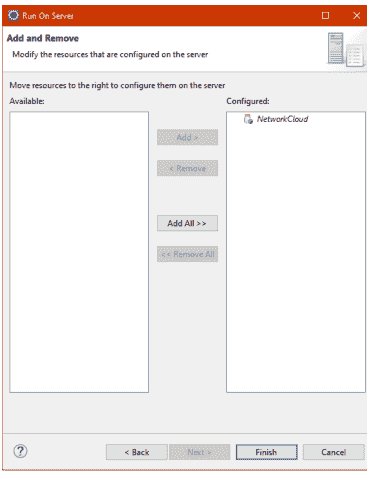 Run On Server
Add and Remove
Modify the resources that are configured on the server
Move resources to the right to configure them on the server
Available:
Configured:
NetworkCloud
Add >
< Remove
Add All >>
<< Remove All
?
< Back
Next >
Finish
Cancel